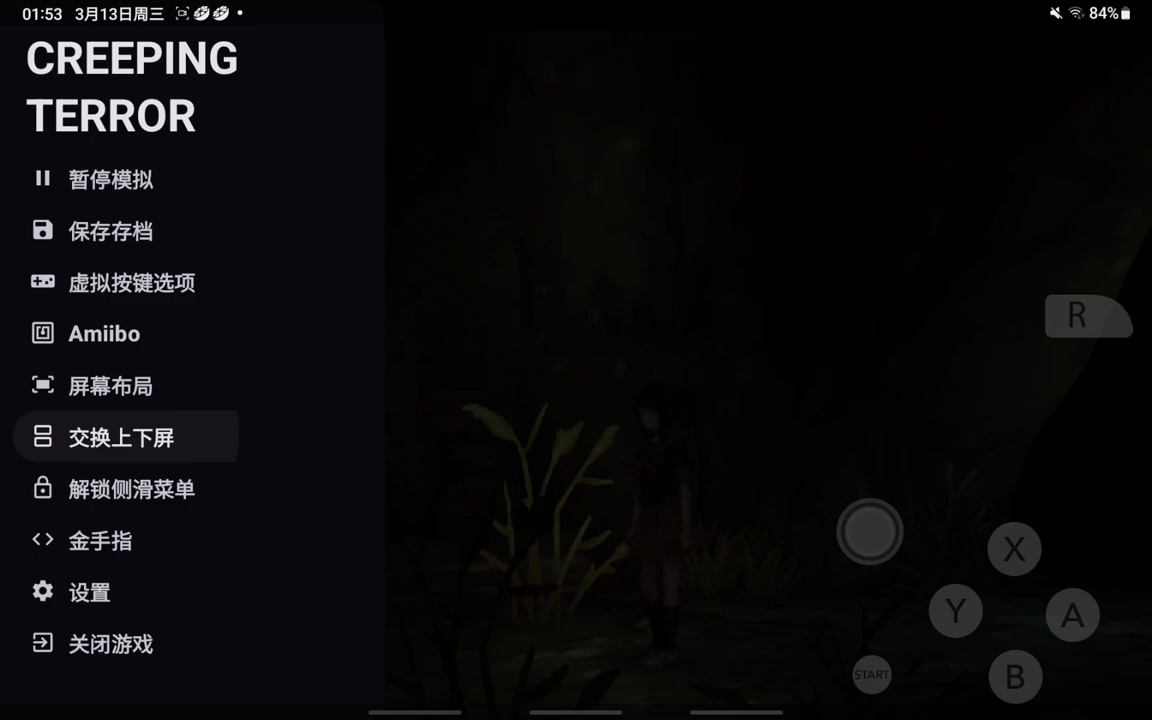 01:53 3月13日周三
84%
CREEPING
TERROR
暂停模拟
保存存档
虚拟按键选项
Amiibo
屏幕布局
交换上下屏
解锁侧滑菜单
金手指
设置
关闭游戏
R
X
Y
A
START
B